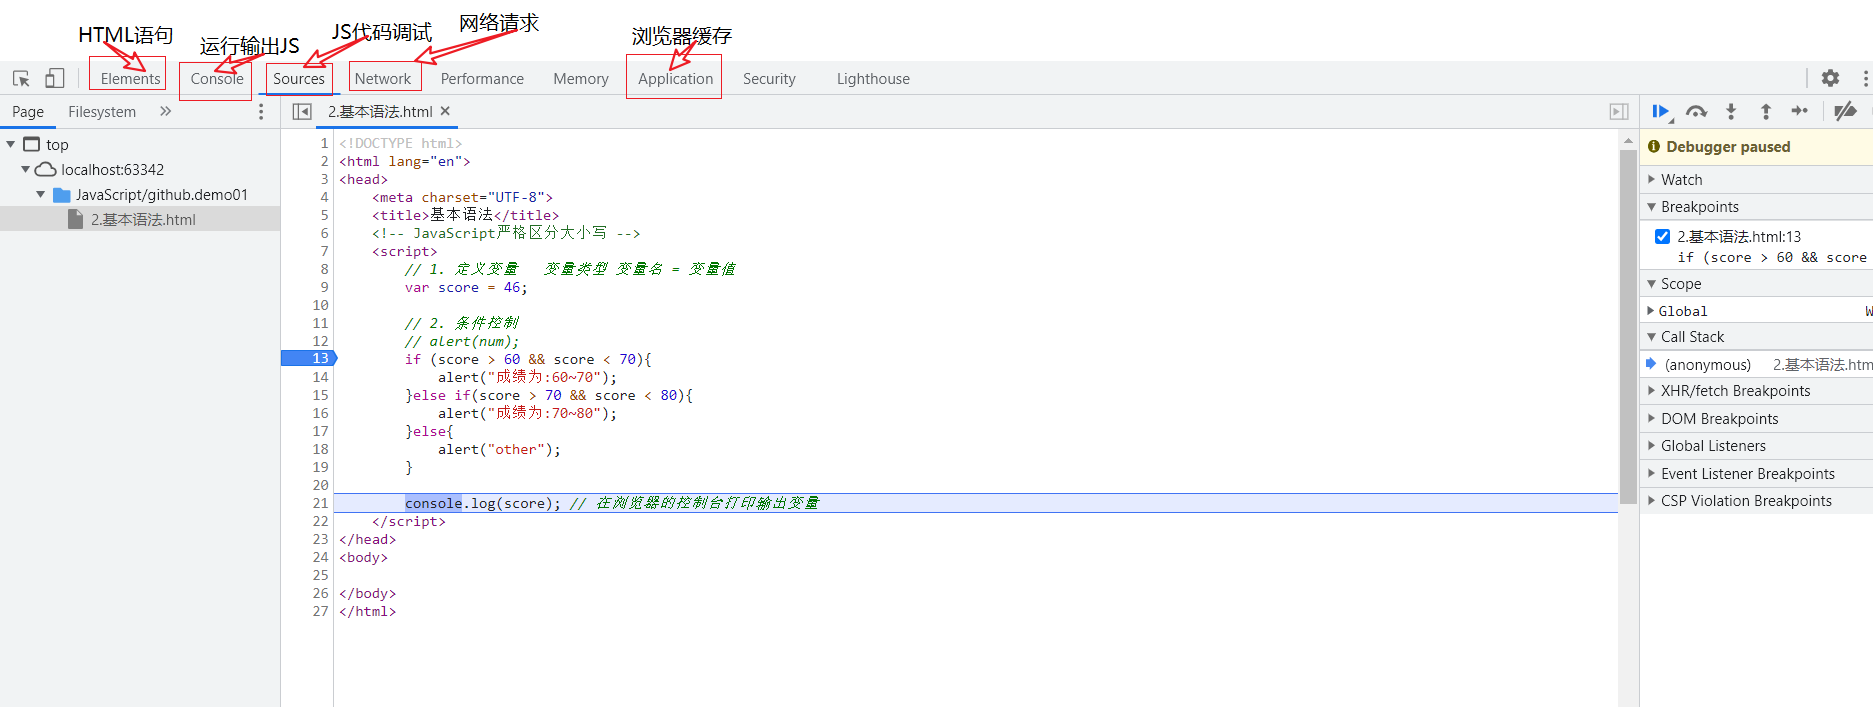 HTML语句
运行输出JS
JS代码调试
网络请求
浏览器缓存
Elements Console Sources Network Performance Memory Application Security Lighthouse
Page Filesystem »
2.基本语法.html ×
top
localhost:63342
JavaScript/github.demo01
2.基本语法.html
1 <!DOCTYPE html>
2 <html lang="en">
3 <head>
4 <meta charset="UTF-8">
5 <title>基本语法</title>
6 <!-- JavaScript严格区分大小写 -->
7 <script>
8 // 1. 定义变量 变量类型 变量名 = 变量值
9 var score = 46;
10
11 // 2. 条件控制
12 // alert(num);
13 if (score > 60 && score < 70){
14 alert("成绩为:60~70");
15 }else if(score > 70 && score < 80){
16 alert("成绩为:70~80");
17 }else{
18 alert("other");
19 }
20
21 console.log(score); // 在浏览器的控制台打印输出变量
22 </script>
23 </head>
24 <body>
25
26 </body>
27 </html>
Debugger paused
Watch
Breakpoints
2.基本语法.html:13
if (score > 60 && score
Scope
Global W
Call Stack
(anonymous) 2.基本语法.htm
XHR/fetch Breakpoints
DOM Breakpoints
Global Listeners
Event Listener Breakpoints
CSP Violation Breakpoints